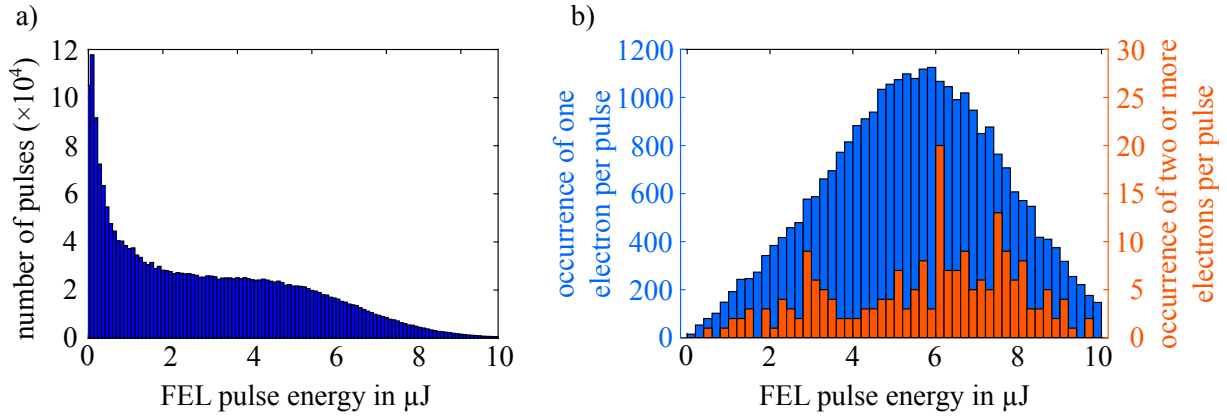 a)
number of pulses (×10⁴)
12
10
8
6
4
2
0
0 2 4 6 8 10
FEL pulse energy in µJ
b)
occurrence of one
electron per pulse
1200
1000
800
600
400
200
0
0 2 4 6 8 10
FEL pulse energy in µJ
30
25
20
15
10
5
0
occurrence of two or more
electrons per pulse